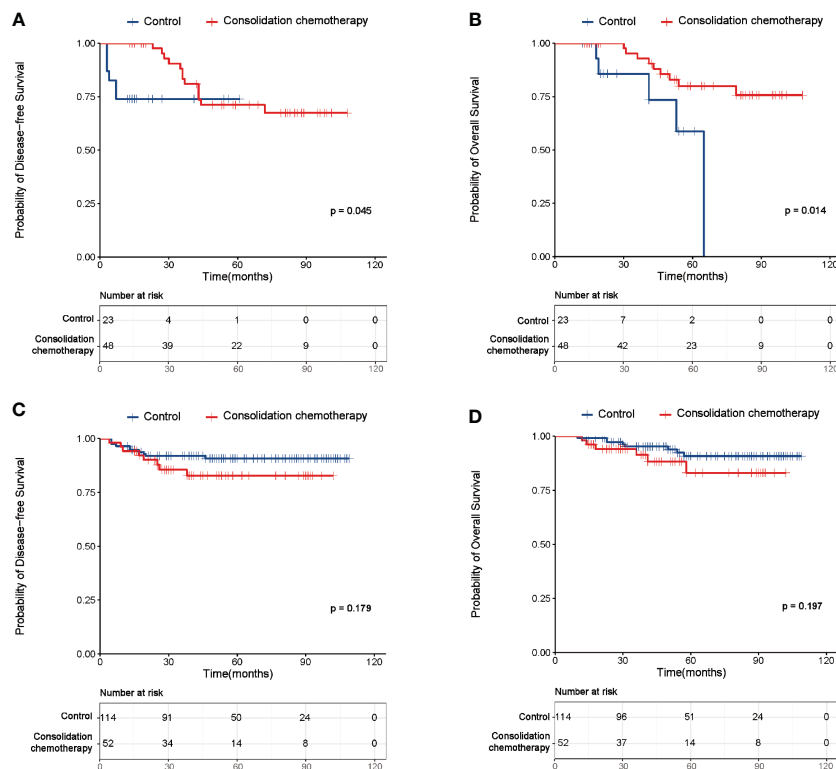 A
Control Consolidation chemotherapy
Probability of Disease-free Survival
1.00
0.75
0.50
0.25
0.00
p = 0.045
0 30 60 90 120
Time(months)
Number at risk
Control 23 4 1 0 0
Consolidation
chemotherapy 48 39 22 9 0
0 30 60 90 120
B
Control Consolidation chemotherapy
Probability of Overall Survival
1.00
0.75
0.50
0.25
0.00
p = 0.014
0 30 60 90 120
Time(months)
Number at risk
Control 23 7 2 0 0
Consolidation
chemotherapy 48 42 23 9 0
0 30 60 90 120
C
Control Consolidation chemotherapy
Probability of Disease-free Survival
1.00
0.75
0.50
0.25
0.00
p = 0.179
0 30 60 90 120
Time(months)
Number at risk
Control 114 91 50 24 0
Consolidation
chemotherapy 52 34 14 8 0
0 30 60 90 120
D
Control Consolidation chemotherapy
Probability of Overall Survival
1.00
0.75
0.50
0.25
0.00
p = 0.197
0 30 60 90 120
Time(months)
Number at risk
Control 114 96 51 24 0
Consolidation
chemotherapy 52 37 14 8 0
0 30 60 90 120